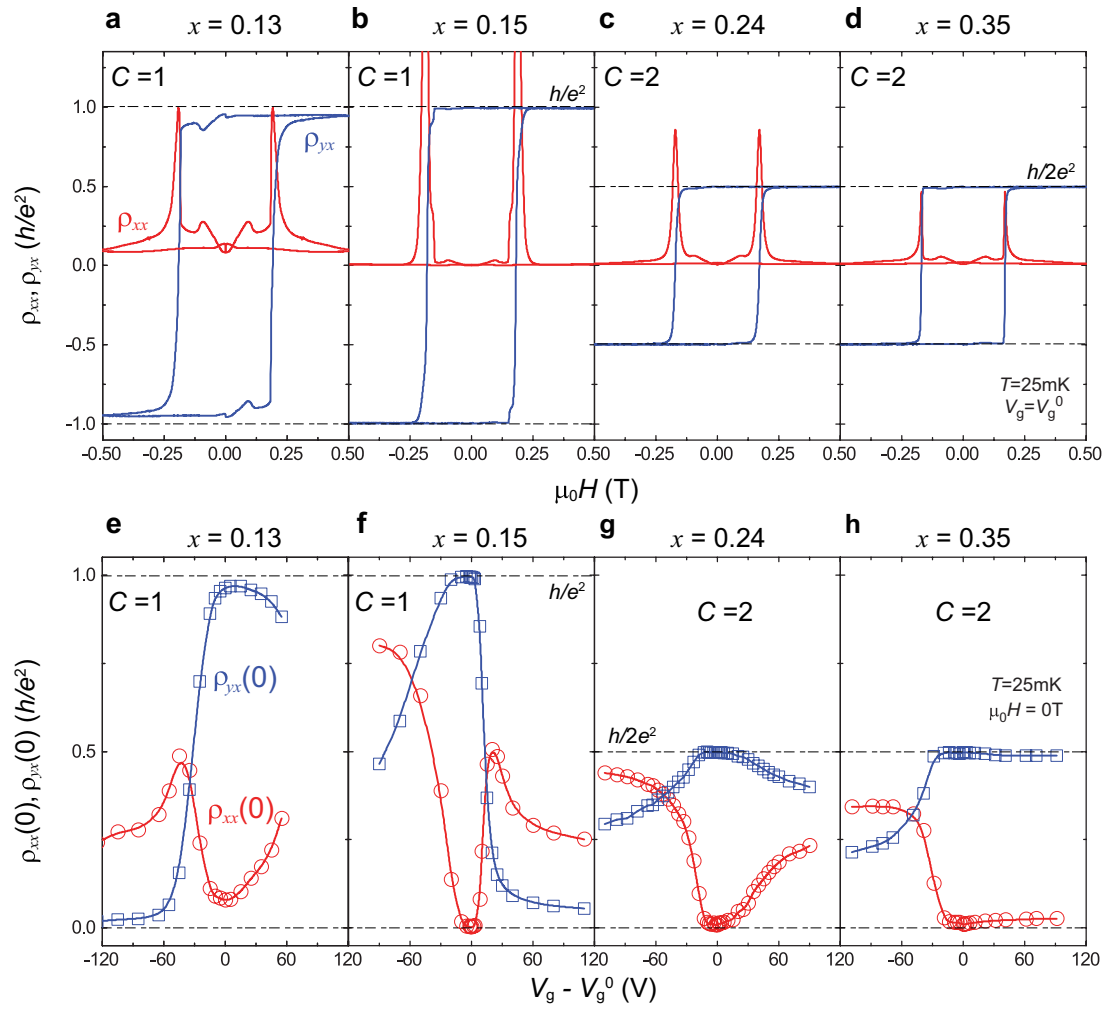 a x = 0.13 b x = 0.15 c x = 0.24 d x = 0.35
C =1 C =1 C =2 C =2
h/e²
h/2e²
ρyx
ρxx
1.0
0.5
0.0
-0.5
-1.0
ρxx, ρyx (h/e²)
T=25mK
Vg=Vg⁰
-0.50 -0.25 0.00 0.25 -0.50 -0.25 0.00 0.25 -0.50 -0.25 0.00 0.25 -0.50 -0.25 0.00 0.25 0.50
μ₀H (T)
e x = 0.13 f x = 0.15 g x = 0.24 h x = 0.35
C =1 C =1 C =2 C =2
h/e²
h/2e²
ρyx(0)
ρxx(0)
1.0
0.5
0.0
ρxx(0), ρyx(0) (h/e²)
T=25mK
μ₀H = 0T
-120 -60 0 60 120 -60 0 60 120 -60 0 60 120 -60 0 60 120
Vg - Vg⁰ (V)